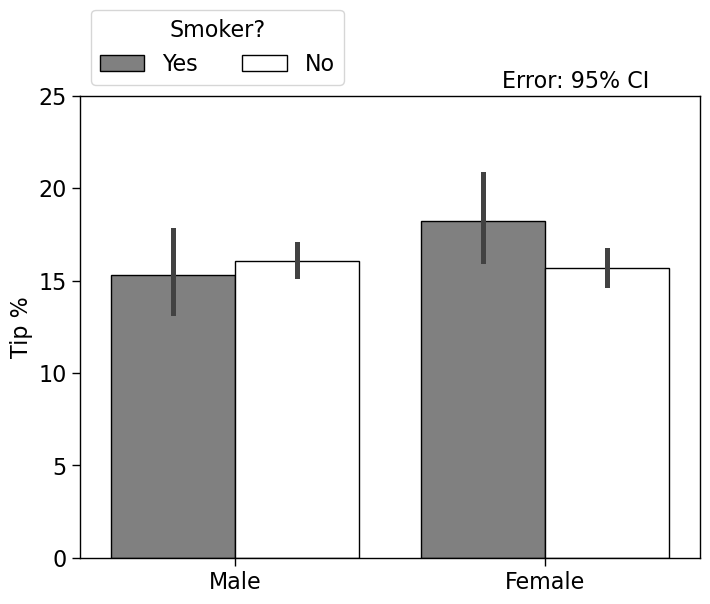 Smoker?
Yes No
Error: 95% CI
25
20
15
10
5
0
Tip %
Male Female